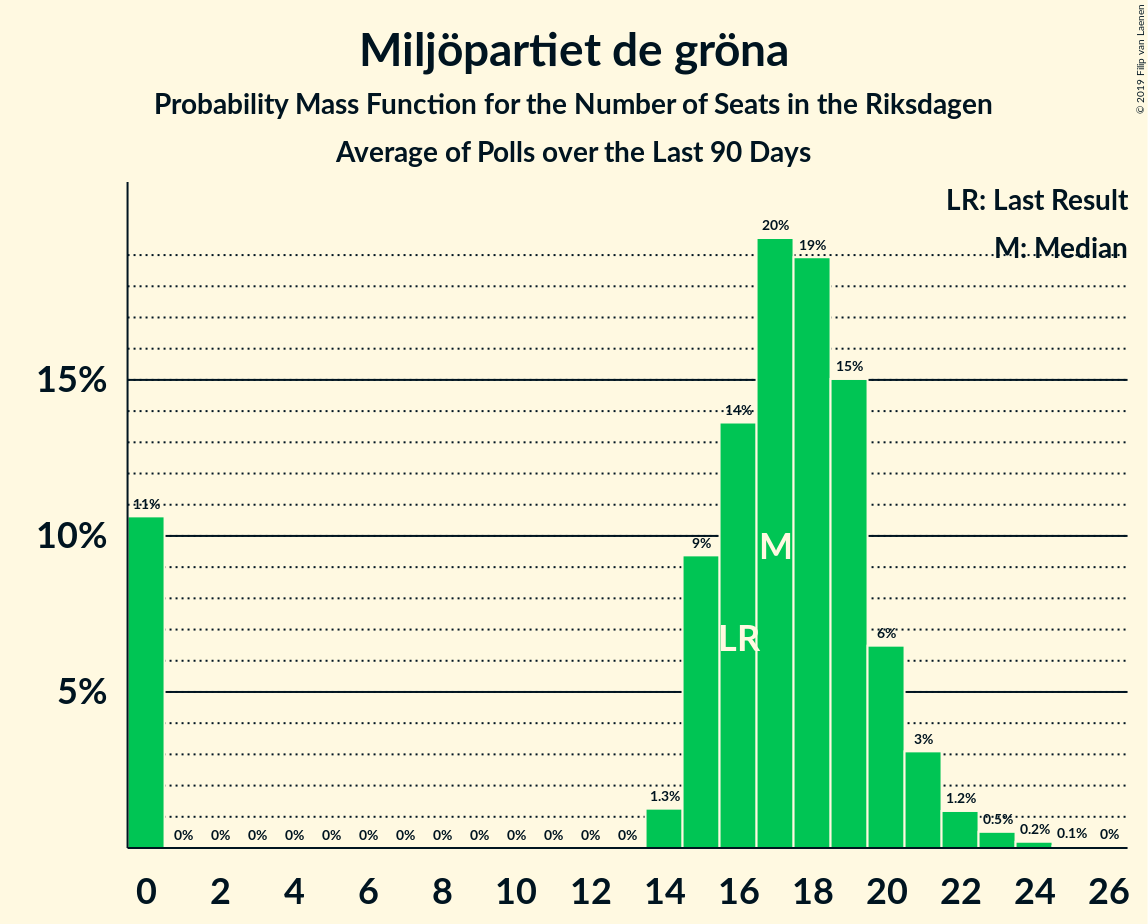 Miljöpartiet de gröna
Probability Mass Function for the Number of Seats in the Riksdagen
Average of Polls over the Last 90 Days
© 2019 Filip van Laenen
LR: Last Result
M: Median
20%
19%
15%
15%
14%
11%
10%
9%
M
LR
6%
5%
3%
1.3%
1.2%
0.5%
0.2%
0.1%
0% 0% 0% 0% 0% 0% 0% 0% 0% 0% 0% 0% 0% 0%
0 2 4 6 8 10 12 14 16 18 20 22 24 26